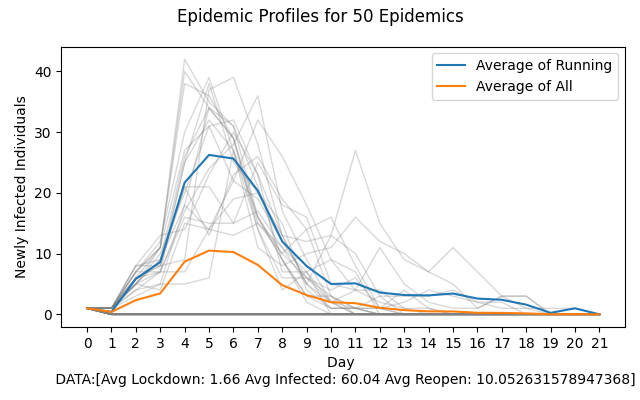 Epidemic Profiles for 50 Epidemics
Average of Running
Average of All
Newly Infected Individuals
40
30
20
10
0
0 1 2 3 4 5 6 7 8 9 10 11 12 13 14 15 16 17 18 19 20 21
Day
DATA:[Avg Lockdown: 1.66 Avg Infected: 60.04 Avg Reopen: 10.052631578947368]